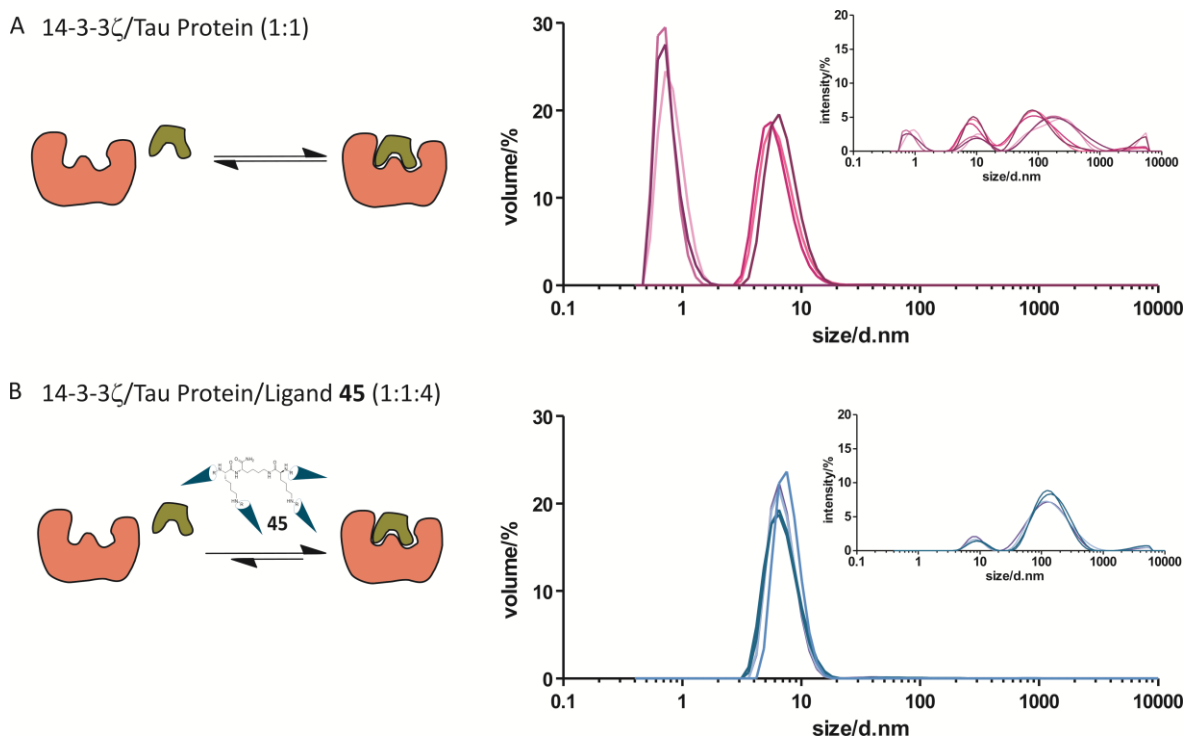 A 14-3-3ζ/Tau Protein (1:1)
volume/%
30
20
10
0
0.1 1 10 100 1000 10000
size/d.nm
intensity/%
20
15
10
5
0
0.1 1 10 100 1000 10000
size/d.nm
B 14-3-3ζ/Tau Protein/Ligand 45 (1:1:4)
45
volume/%
30
20
10
0
0.1 1 10 100 1000 10000
size/d.nm
intensity/%
20
15
10
5
0
0.1 1 10 100 1000 10000
size/d.nm